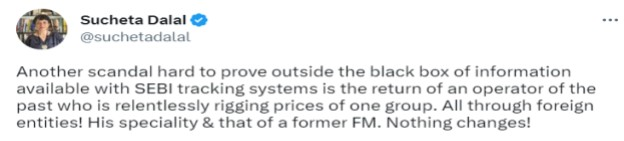 Sucheta Dalal
@suchetadalal
Another scandal hard to prove outside the black box of information
available with SEBI tracking systems is the return of an operator of the
past who is relentlessly rigging prices of one group. All through foreign
entities! His speciality & that of a former FM. Nothing changes!